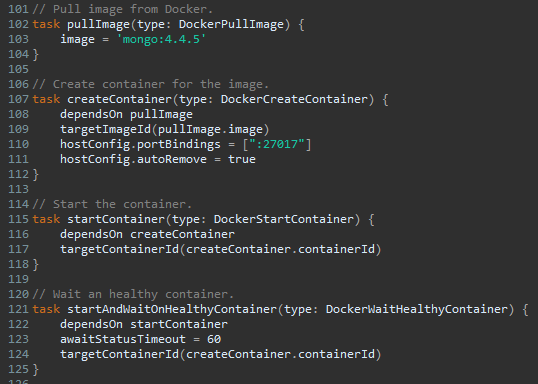 101 // Pull image from Docker.
102 task pullImage(type: DockerPullImage) {
103     image = 'mongo:4.4.5'
104 }
105
106 // Create container for the image.
107 task createContainer(type: DockerCreateContainer) {
108     dependsOn pullImage
109     targetImageId(pullImage.image)
110     hostConfig.portBindings = [":27017"]
111     hostConfig.autoRemove = true
112 }
113
114 // Start the container.
115 task startContainer(type: DockerStartContainer) {
116     dependsOn createContainer
117     targetContainerId(createContainer.containerId)
118 }
119
120 // Wait an healthy container.
121 task startAndWaitOnHealthyContainer(type: DockerWaitHealthyContainer) {
122     dependsOn startContainer
123     awaitStatusTimeout = 60
124     targetContainerId(createContainer.containerId)
125 }